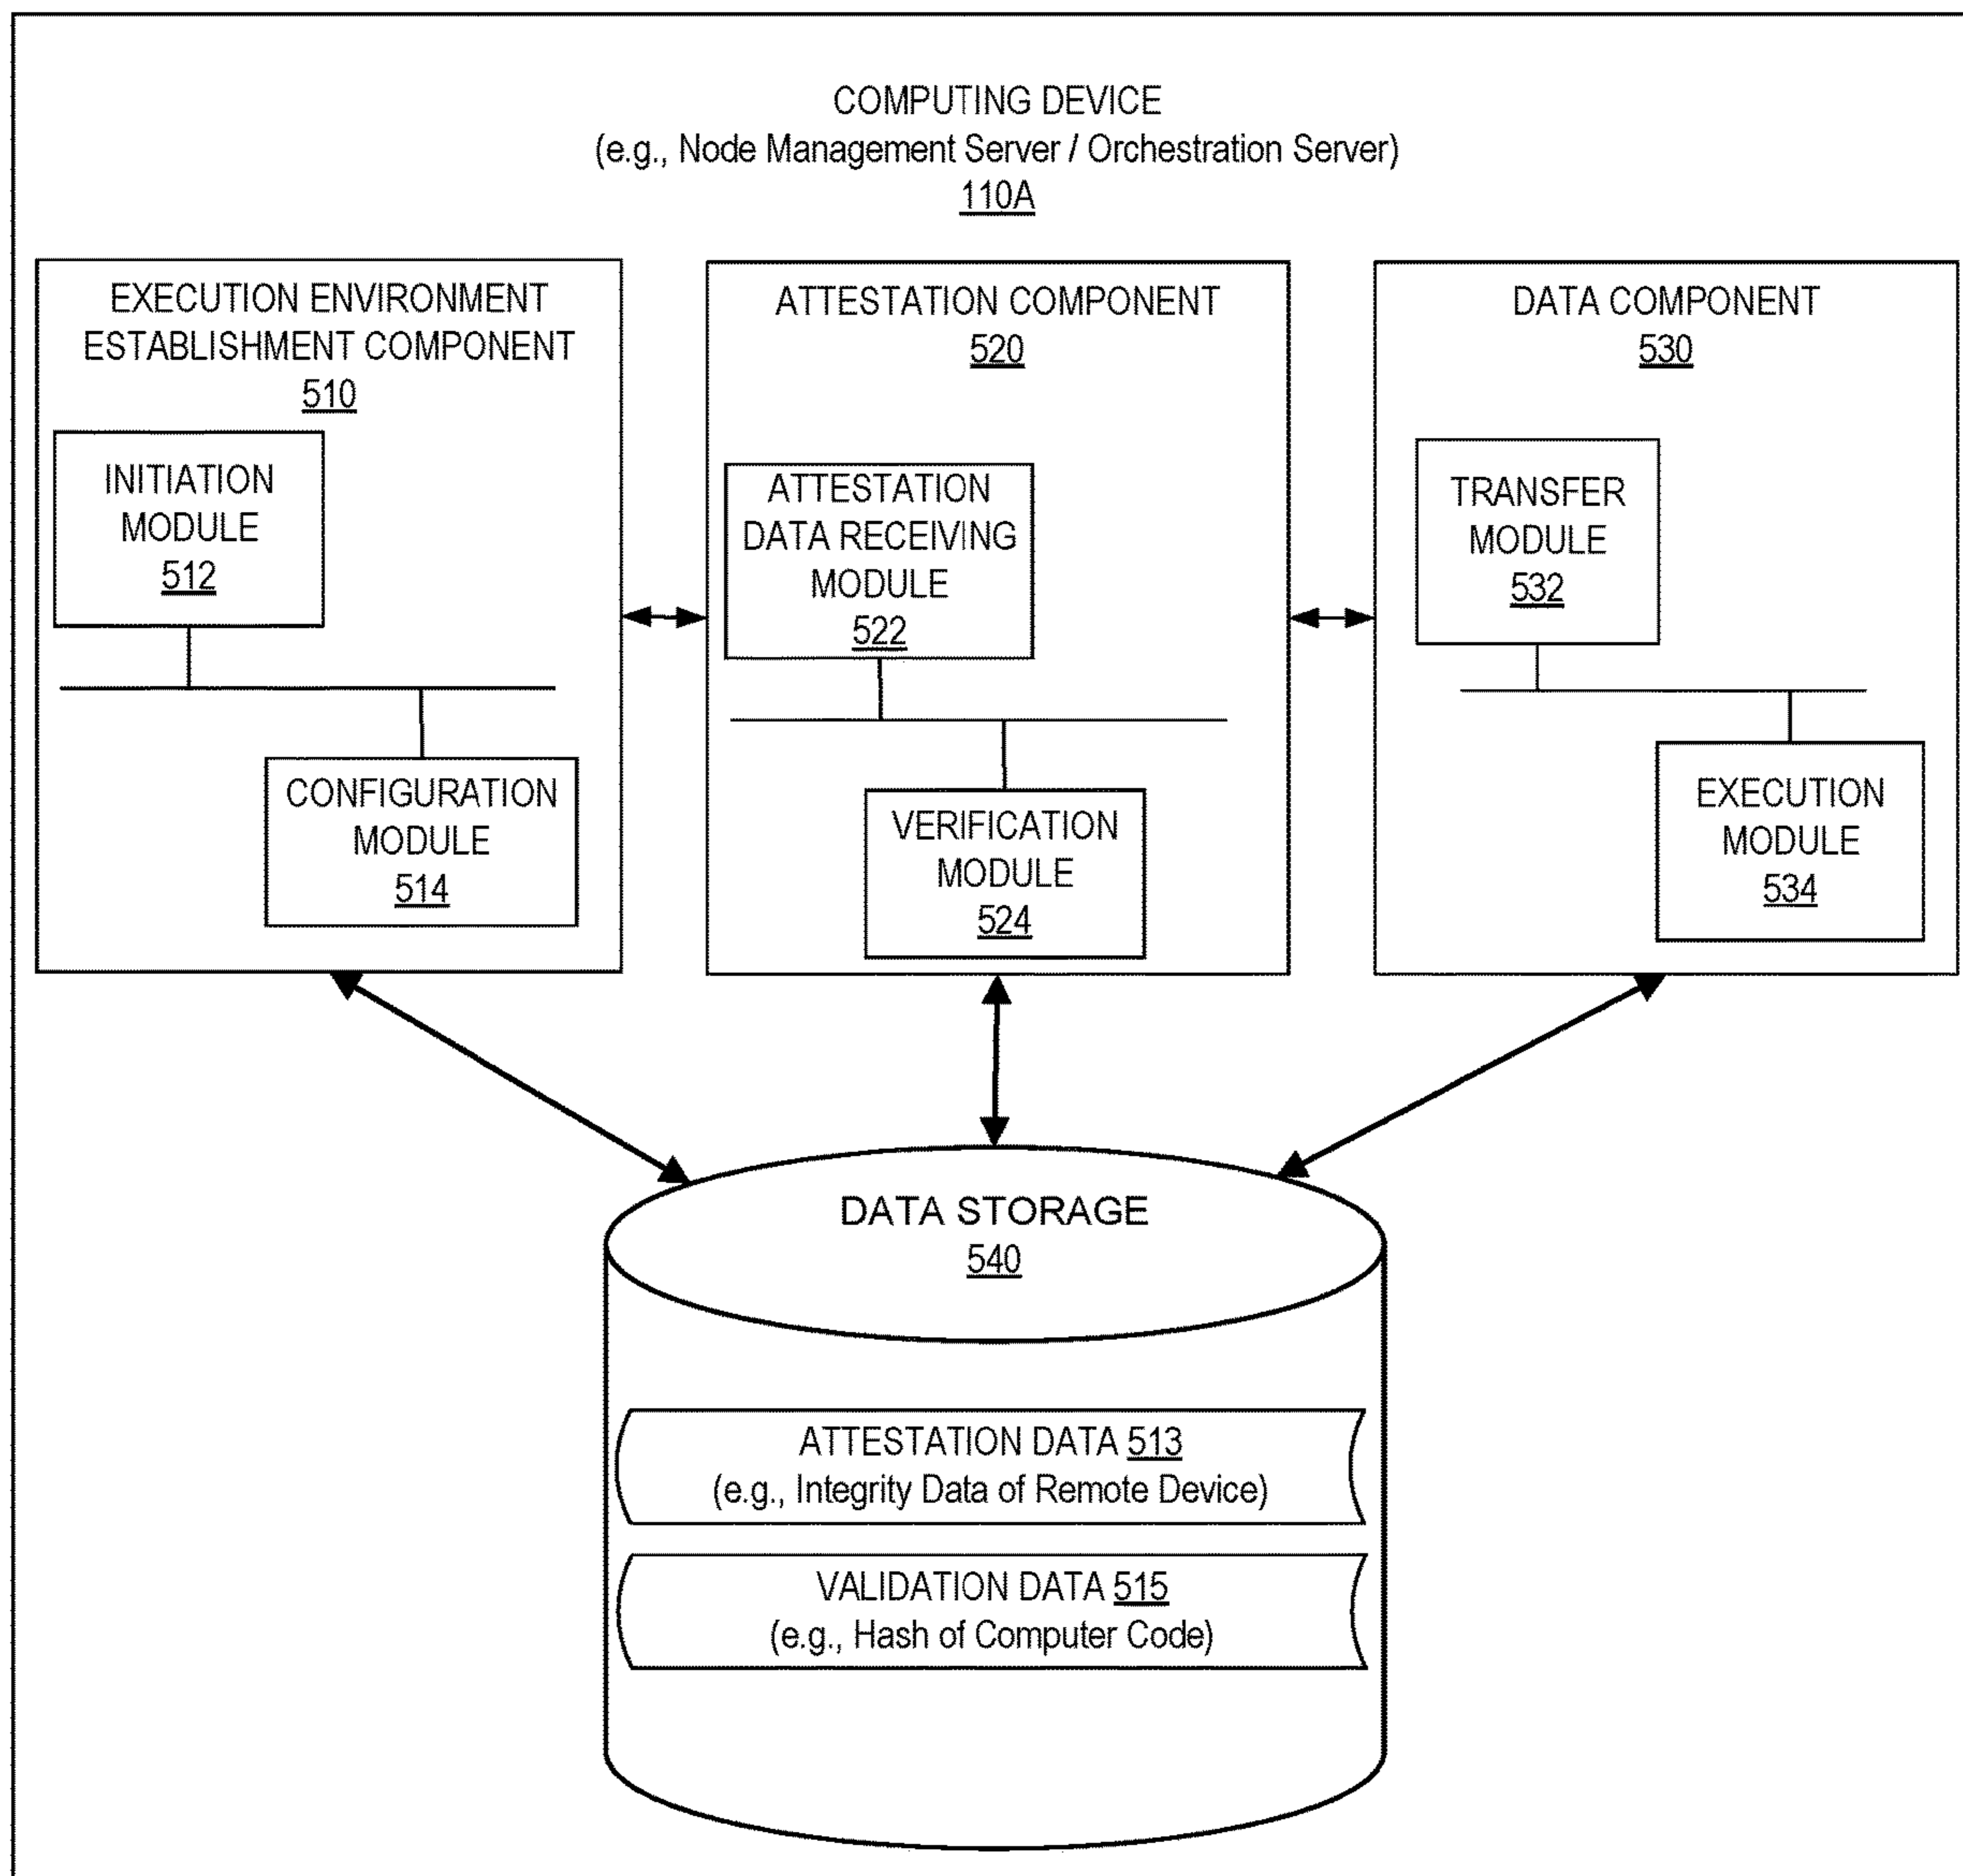 COMPUTING DEVICE
(e.g., Node Management Server / Orchestration Server)
110A
EXECUTION ENVIRONMENT
ESTABLISHMENT COMPONENT
510
INITIATION
MODULE
512
CONFIGURATION
MODULE
514
ATTESTATION COMPONENT
520
ATTESTATION
DATA RECEIVING
MODULE
522
VERIFICATION
MODULE
524
DATA COMPONENT
530
TRANSFER
MODULE
532
EXECUTION
MODULE
534
DATA STORAGE
540
ATTESTATION DATA 513
(e.g., Integrity Data of Remote Device)
VALIDATION DATA 515
(e.g., Hash of Computer Code)